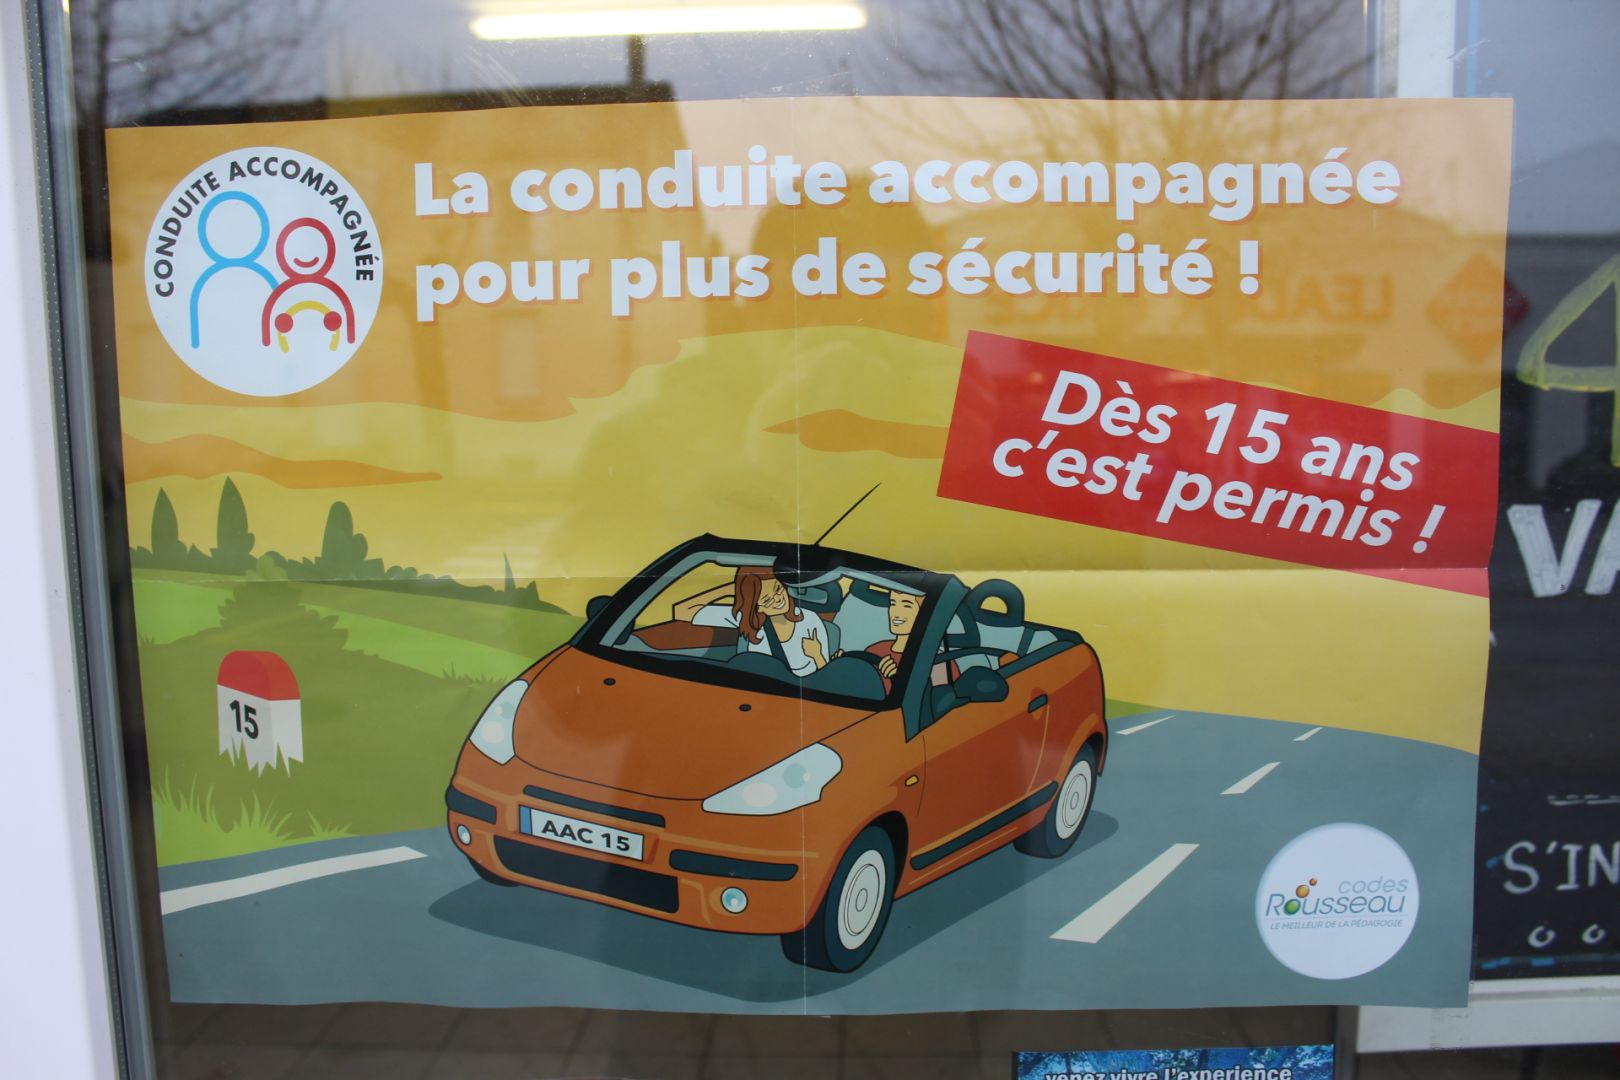 CONDUITE ACCOMPAGNÉE
La conduite accompagnée
pour plus de sécurité !
Dès 15 ans
c'est permis !
15
AAC 15
codes
Rousseau
LE MEILLEUR DE LA PÉDAGOGIE
S'IN
venez vivre l'experience